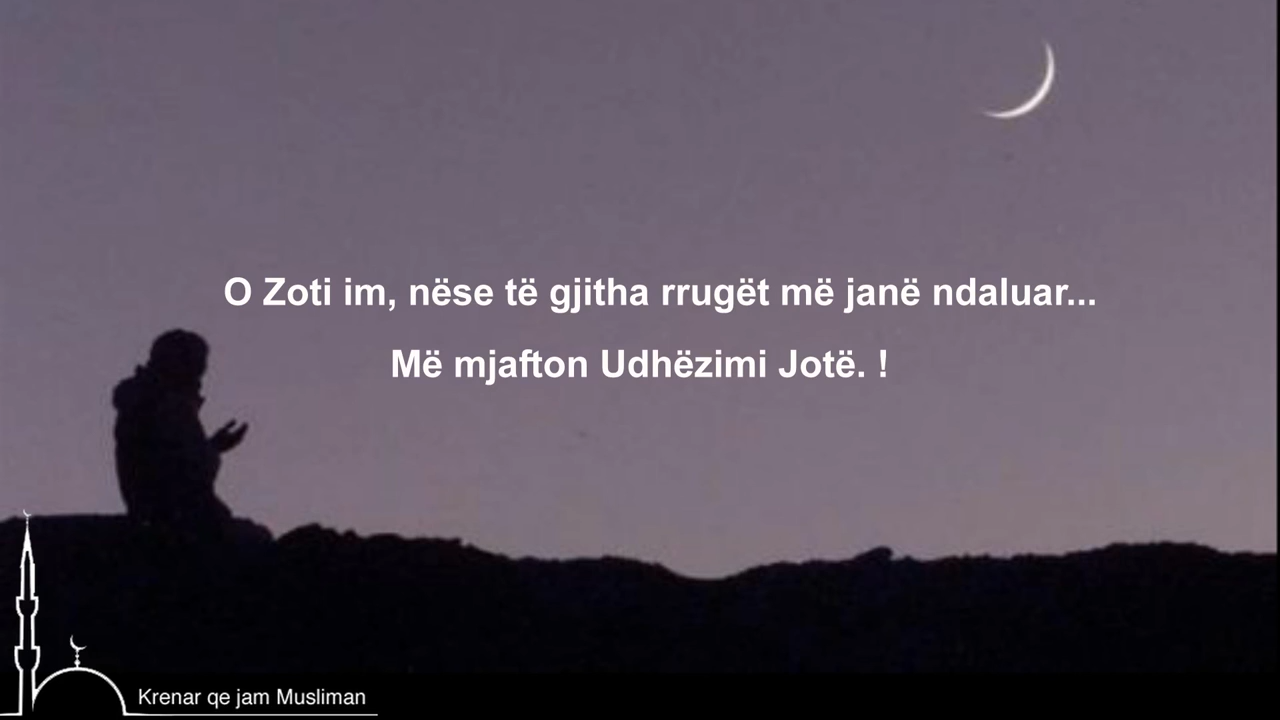 O Zoti im, nëse të gjitha rrugët më janë ndaluar...
Më mjafton Udhëzimi Jotë. !
Krenar qe jam Musliman